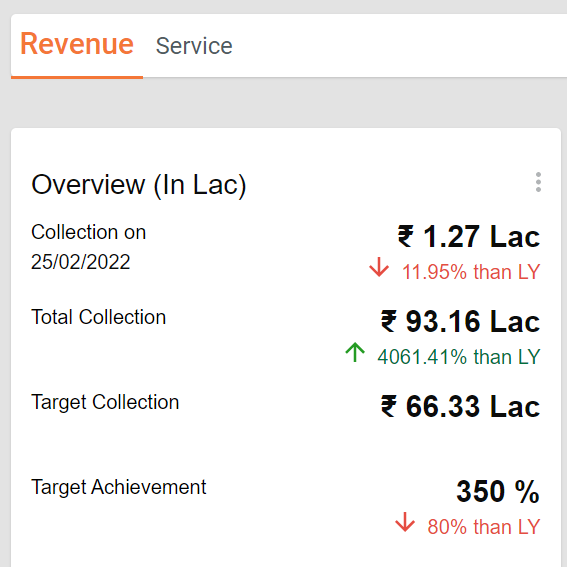 Revenue Service
Overview (In Lac)
Collection on
25/02/2022
₹ 1.27 Lac
↓ 11.95% than LY
Total Collection
₹ 93.16 Lac
↑ 4061.41% than LY
Target Collection
₹ 66.33 Lac
Target Achievement
350 %
↓ 80% than LY